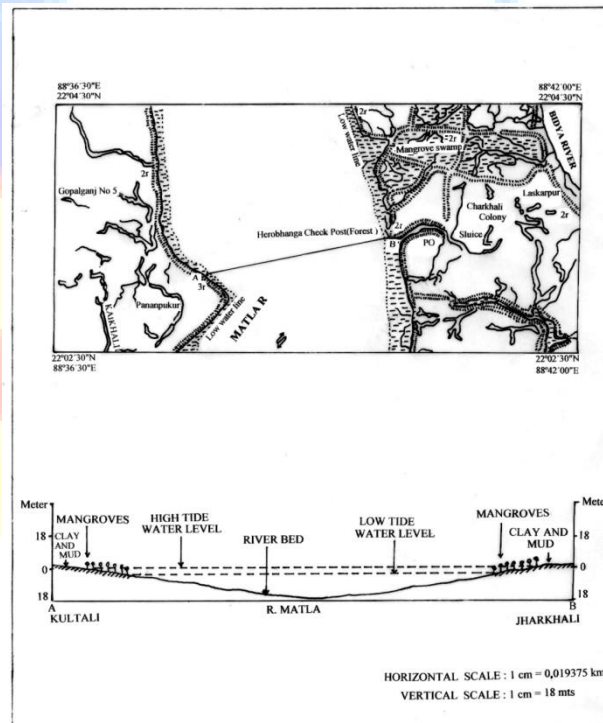 88°36´30"E
22°04´30"N
88°42´00"E
22°04´30"N
2r
Low water line
2r
Mangrove swamp
BIDYA RIVER
2r
Gopalganj No 5
Laskarpur
Charkhali
Colony
2r
Herobhanga Check Post(Forest)
2r
Sluice
B
PO
A
3r
Pananpukur
KAIKHALI
MATLA R
Low water line
22°02´30"N
88°36´30"E
22°02´30"N
88°42´00"E
Meter
Meter
MANGROVES
HIGH TIDE
WATER LEVEL
LOW TIDE
WATER LEVEL
MANGROVES
18
CLAY
AND
MUD
RIVER BED
CLAY AND
MUD
18
0
0
18
18
A
R. MATLA
B
KULTALI
JHARKHALI
HORIZONTAL SCALE : 1 cm = 0,019375 km
VERTICAL SCALE : 1 cm = 18 mts